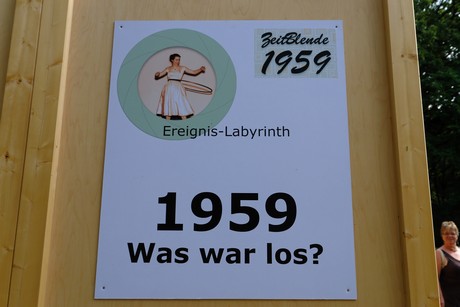 ZeitBlende
1959
Ereignis-Labyrinth
1959
Was war los?